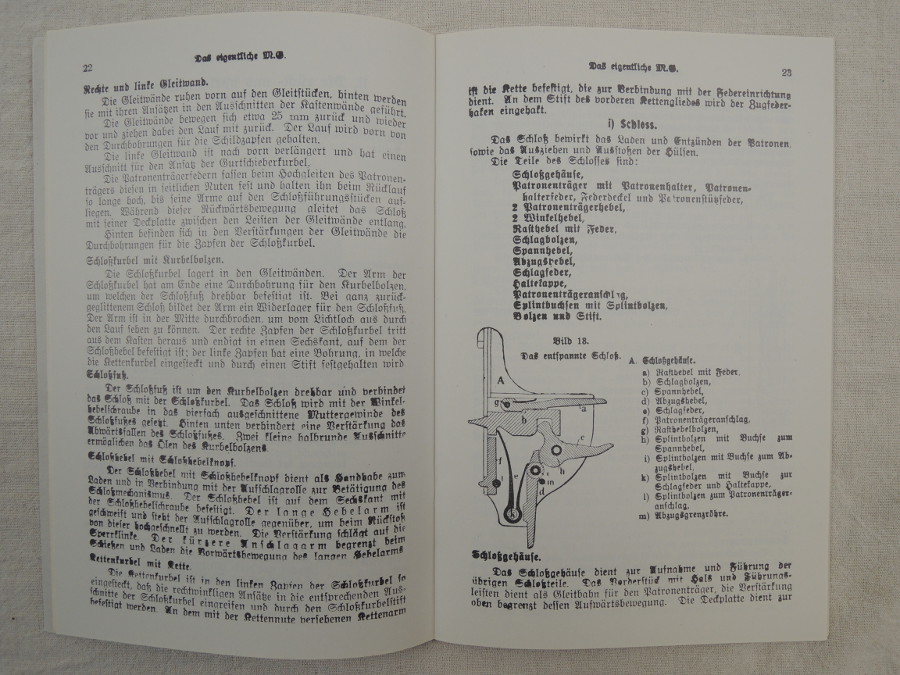 22
Das eigentliche M.G.
Rechte und linke Gleitwand.
Die Gleitwände ruhen vorn auf den Gleitstücken, hinten werden
sie mit ihren Ansätzen in den Ausschnitten der Kastenwände geführt.
Die Gleitwände bewegen sich etwa 25 mm zurück und wieder
vor und ziehen dabei den Lauf mit zurück. Der Lauf wird vorn von
den Durchbohrungen für die Schildzapfen gehalten.
Die linke Gleitwand ist nach vorn verlängert und hat einen
Ausschnitt für den Ansatz der Gurtschieberkurbel.
Die Patronenträgerfedern fassen beim Hochgleiten des Patronen-
trägers diesen in seitlichen Nuten fest und halten ihn beim Rücklauf
so lange hoch, bis seine Arme auf den Schloßführungsstücken auf-
liegen. Während dieser Rückwärtsbewegung gleitet das Schloß
mit seiner Deckplatte zwischen den Leisten der Gleitwände entlang.
Hinten befinden sich in den Verstärkungen der Gleitwände die
Durchbohrungen für die Zapfen der Schloßkurbel.
Schloßkurbel mit Kurbelbolzen.
Die Schloßkurbel lagert in den Gleitwänden. Der Arm der
Schloßkurbel hat am Ende eine Durchbohrung für den Kurbelbolzen,
um welchen der Schloßfuß drehbar befestigt ist. Bei ganz zurück-
geglittenem Schloß bildet der Arm ein Widerlager für den Schloßfuß.
Der Arm ist in der Mitte durchbrochen, um vom Lichtloch aus durch
den Lauf sehen zu können. Der rechte Zapfen der Schloßkurbel tritt
aus dem Kasten heraus und endigt in einen Sechskant, auf dem der
Schloßhebel befestigt ist; der linke Zapfen hat eine Bohrung, in welche
die Kettenkurbel eingesteckt und durch einen Stift festgehalten wird.
Schloßfuß.
Der Schloßfuß ist um den Kurbelbolzen drehbar und verbindet
das Schloß mit der Schloßkurbel. Das Schloß wird mit der Winkel-
hebelschraube in das vierfach ausgeschnittene Muttergewinde des
Schloßfußes gesetzt. Hinten unten verhindert eine Verstärkung das
Abwärtsfallen des Schloßfußes. Zwei kleine halbrunde Ausschnitte
ermöglichen das Ölen des Kurbelbolzens.
Schloßhebel mit Schloßhebelknopf.
Der Schloßhebel mit Schloßhebelknopf dient als Handhabe zum
Laden und in Verbindung mit der Aufschlagrolle zur Betätigung des
Schloßmechanismus. Der Schloßhebel ist auf dem Sechskant mit
der Schloßhebelschraube befestigt. Der lange Hebelarm ist
geschweift und steht der Aufschlagrolle gegenüber, um beim Rückstoß
von dieser hochgeschnellt zu werden. Die Verstärkung schlägt auf die
Sperrklinke. Der kürzere Anschlagarm begrenzt beim
Schießen und Laden die Vorwärtsbewegung des langen Hebelarms
Kettenkurbel mit Kette.
Die Kettenkurbel ist in den linken Zapfen der Schloßkurbel so
eingesteckt, daß die rechtwinkligen Ansätze in die entsprechenden Aus-
schnitte der Schloßkurbel eingreifen und durch den Schloßkurbelstift
befestigt werden. An dem mit der Kettennute versehenen Kettenarm
Das eigentliche M.G.
23
ist die Kette befestigt, die zur Verbindung mit der Federeinrichtung
dient. An dem Stift des vorderen Kettengliedes wird der Zugfeder-
haken eingehakt.
i) Schloss.
Das Schloß bewirkt das Laden und Entzünden der Patronen,
sowie das Ausziehen und Ausstoßen der Hülsen.
Die Teile des Schlosses sind:
Schloßgehäuse,
Patronenträger mit Patronenhalter, Patronen-
halterfeder, Federdeckel und Patronenstützfeder,
2 Patronenträgerhebel,
2 Winkelhebel,
Rasthebel mit Feder,
Schlagbolzen,
Spannhebel,
Abzugshebel,
Schlagfeder,
Haltekappe,
Patronenträgeranschlag,
Splintbuchsen mit Splintbolzen,
Bolzen und Stift.
Bild 18.
Das entspannte Schloß.
A
g
a
b
c
h
f
e
i
m
d
k
A. Schloßgehäuse.
a) Rasthebel mit Feder,
b) Schlagbolzen,
c) Spannhebel,
d) Abzugshebel,
e) Schlagfeder,
f) Patronenträgeranschlag,
g) Rasthebelbolzen,
h) Splintbolzen mit Buchse zum
Spannhebel,
i) Splintbolzen mit Buchse zum Ab-
zugshebel,
k) Splintbolzen mit Buchse zur
Schlagfeder und Haltekappe,
l) Splintbolzen zum Patronenträger-
anschlag,
m) Abzugsgrenzröhre.
Schloßgehäuse.
Das Schloßgehäuse dient zur Aufnahme und Führung der
übrigen Schloßteile. Das Vorderstück mit Hals und Führungs-
leisten dient als Gleitbahn für den Patronenträger, die Verstärkung
oben begrenzt dessen Aufwärtsbewegung. Die Deckplatte dient zur